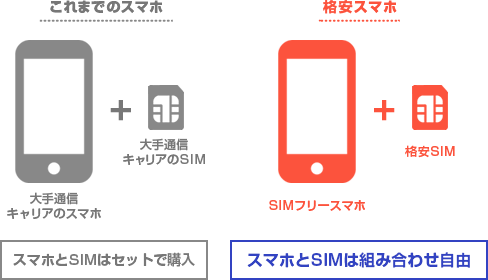 これまでのスマホ
格安スマホ
大手通信
キャリアのSIM
格安SIM
大手通信
キャリアのスマホ
SIMフリースマホ
スマホとSIMはセットで購入
スマホとSIMは組み合わせ自由